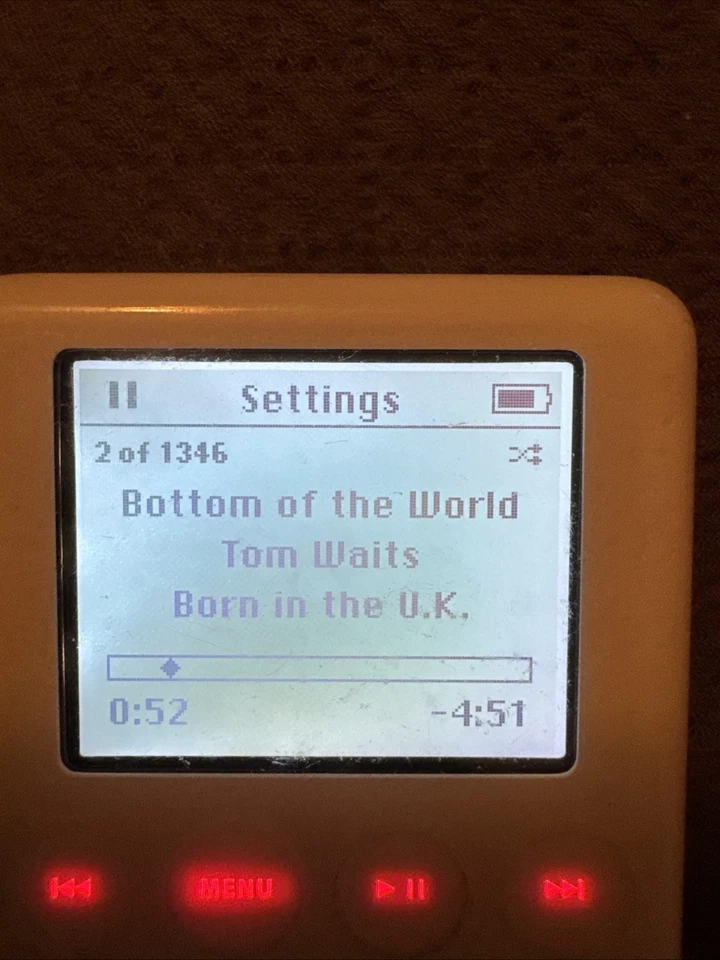 Settings
2 of 1346
Bottom of the World
Tom Waits
Born in the U.K.
0:52 -4:51
MENU